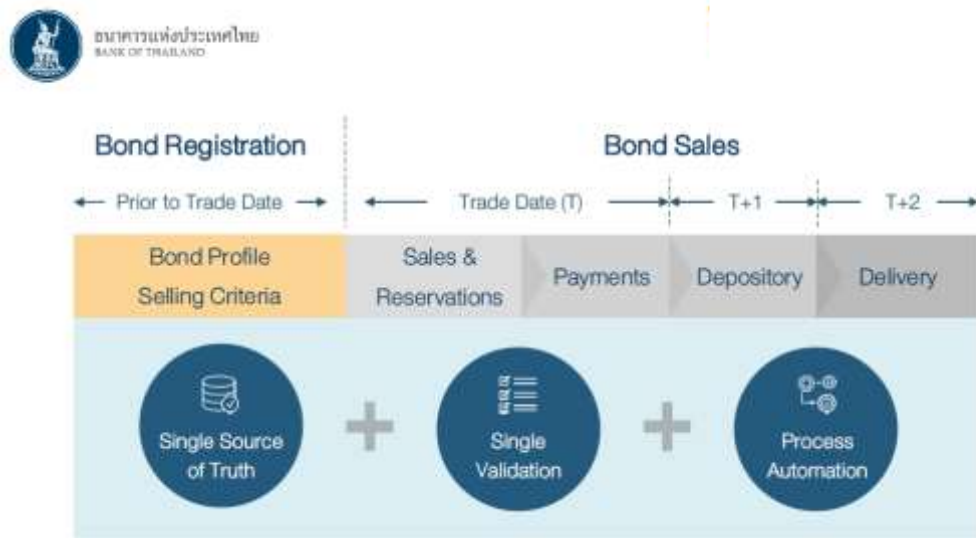 ธนาคารแห่งประเทศไทย
BANK OF THAILAND
Bond Registration
Bond Sales
Prior to Trade Date
Trade Date (T)
T+1
T+2
Bond Profile
Selling Criteria
Sales &
Reservations
Payments
Depository
Delivery
Single Source
of Truth
Single
Validation
Process
Automation